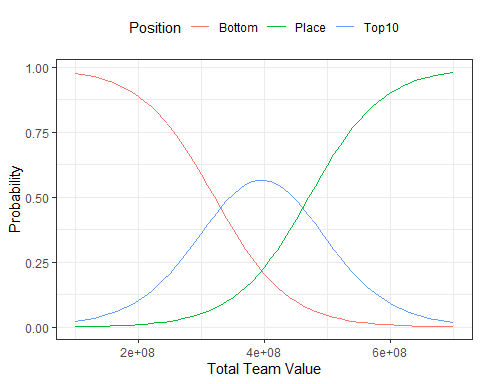 Position Bottom Place Top10
1.00
0.75
0.50
0.25
0.00
Probability
2e+08 4e+08 6e+08
Total Team Value